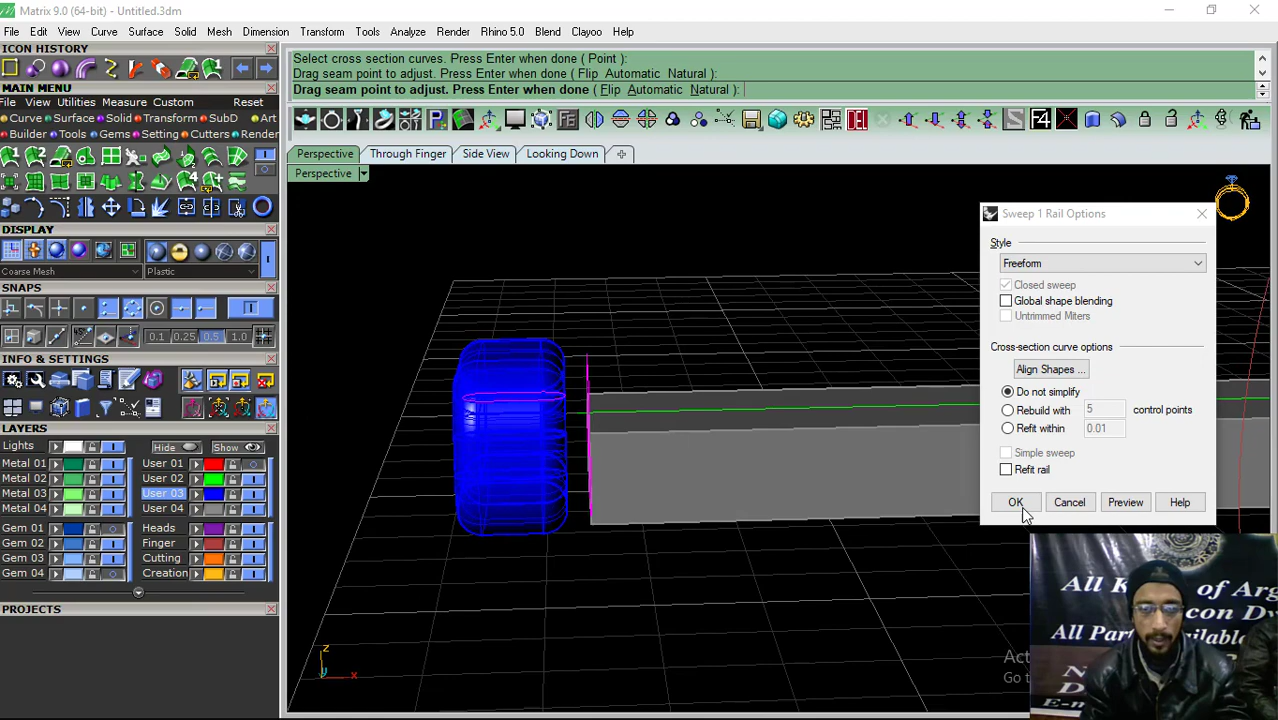 Matrix 9.0 (64-bit) - Untitled.3dm
File Edit View Curve Surface Solid Mesh Dimension Transform Tools Analyze Render Rhino 5.0 Blend Clayoo Help
ICON HISTORY
MAIN MENU
File View Utilities Measure Custom Reset
Curve Surface Solid Transform SubD Art
Builder Tools Gems Setting Cutters Render
DISPLAY
Coarse Mesh Plastic
SNAPS
0.1 0.25 0.5 1.0
INFO & SETTINGS
LAYERS
Lights Hide Show
Metal 01 User 01
Metal 02 User 02
Metal 03 User 03
Metal 04 User 04
Gem 01 Heads
Gem 02 Finger
Gem 03 Cutting
Gem 04 Creation
PROJECTS
Select cross section curves. Press Enter when done ( Point ):
Drag seam point to adjust. Press Enter when done ( Flip Automatic Natural ):
Drag seam point to adjust. Press Enter when done ( Flip Automatic Natural ):
F4
Perspective Through Finger Side View Looking Down
Perspective
Sweep 1 Rail Options
Style
Freeform
Closed sweep
Global shape blending
Untrimmed Miters
Cross-section curve options
Align Shapes ...
Do not simplify
Rebuild with 5 control points
Refit within 0.01
Simple sweep
Refit rail
OK Cancel Preview Help
z
y
x
Act
Go t
All K of Arg
con D
All Part vailable
N
D
E-m